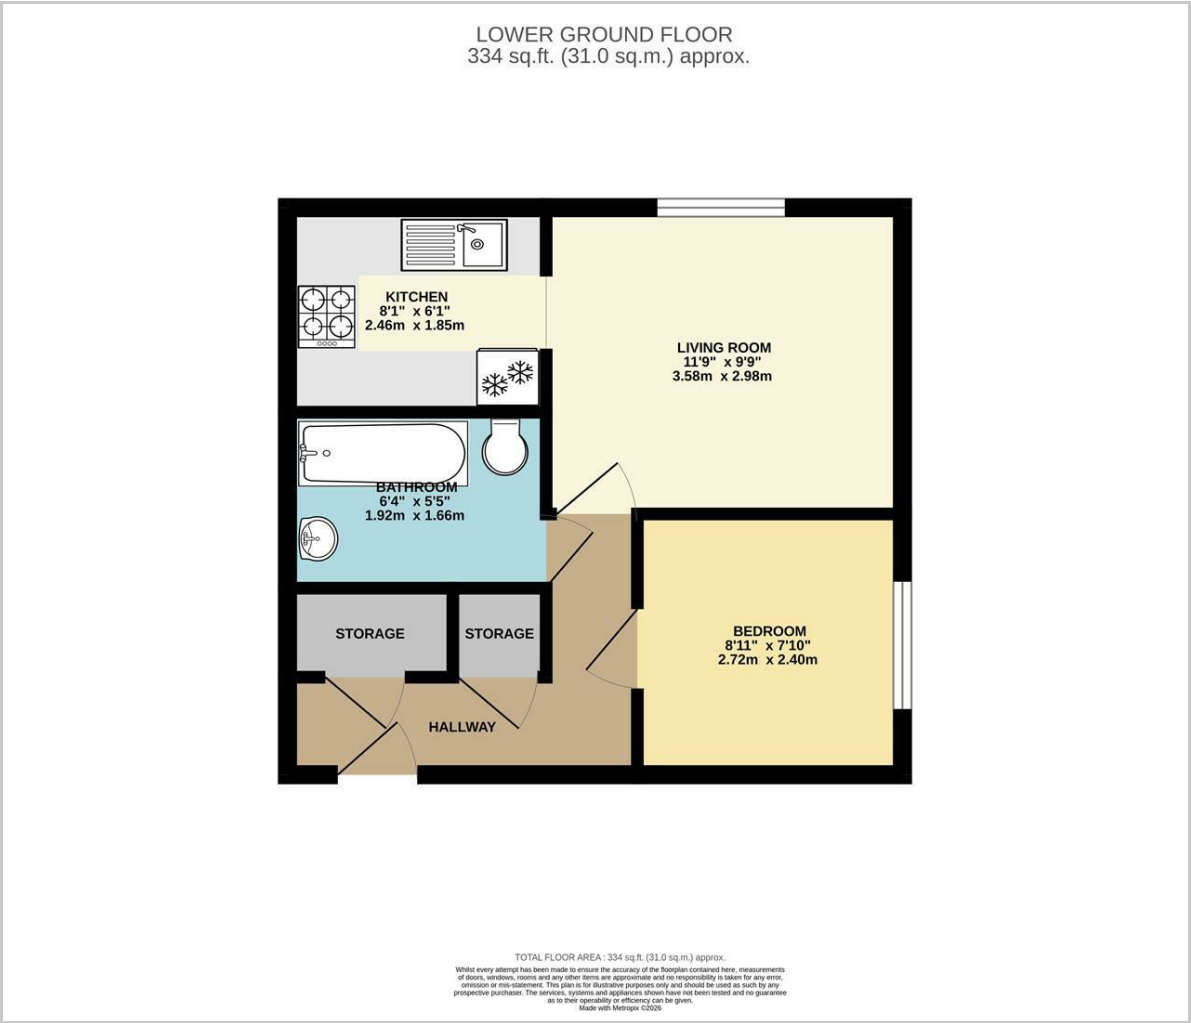 LOWER GROUND FLOOR
334 sq.ft. (31.0 sq.m.) approx.
KITCHEN
8'1" x 6'1"
2.46m x 1.85m
LIVING ROOM
11'9" x 9'9"
3.58m x 2.98m
BATHROOM
6'4" x 5'5"
1.92m x 1.66m
STORAGE
STORAGE
BEDROOM
8'11" x 7'10"
2.72m x 2.40m
HALLWAY
TOTAL FLOOR AREA : 334 sq.ft. (31.0 sq.m.) approx.
Whilst every attempt has been made to ensure the accuracy of the floorplan contained here, measurements
of doors, windows, rooms and any other items are approximate and no responsibility is taken for any error,
omission or mis-statement. This plan is for illustrative purposes only and should be used as such by any
prospective purchaser. The services, systems and appliances shown have not been tested and no guarantee
as to their operability or efficiency can be given.
Made with Metropix ©2026